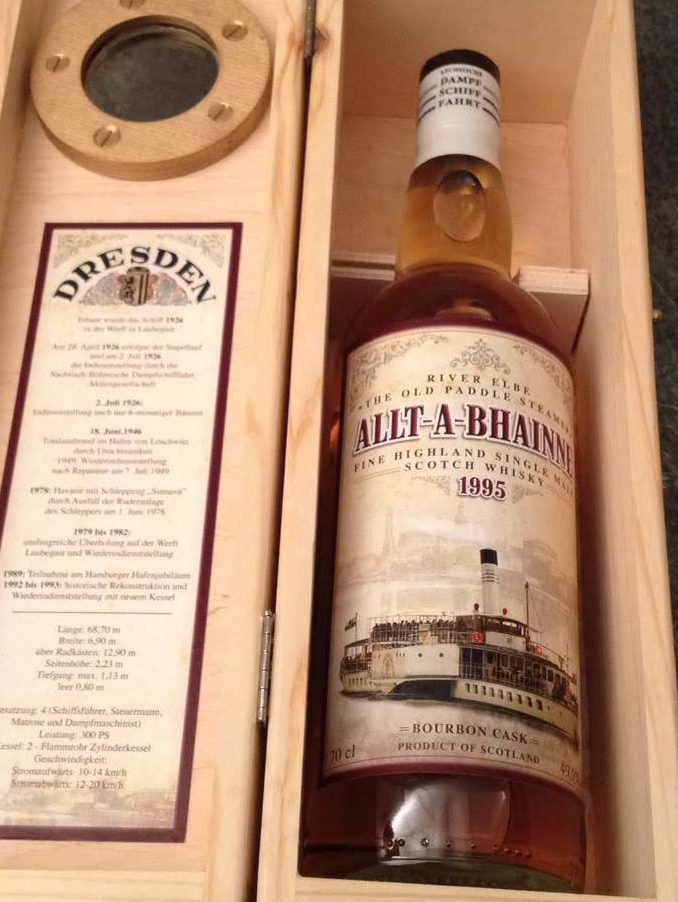 DRESDEN
Erbaut wurde das Schiff 1926
in der Werft in Laubegast
Am 28. April 1926 erfolgte der Stapellauf
und am 2. Juli 1926
die Indienststellung durch die
Sächsisch-Böhmische Dampfschifffahrt,
Aktiengesellschaft
2. Juli 1926:
Indienststellung nach nur 6-monatiger Bauzeit
18. Juni.1946
Totalausbrand im Hafen von Loschwitz
durch Unachtsamkeit
1949: Wiederindienststellung
nach Reparatur am 7. Juli 1949
1978: Havarie mit Schleppzug „Sumava"
durch Ausfall der Ruderanlage
des Schleppers am 1. Juni 1978
1979 bis 1982:
umfangreiche Überholung auf der Werft
Laubegast und Wiederindienststellung
1989: Teilnahme am Hamburger Hafenjubiläum
1992 bis 1993: historische Rekonstruktion und
Wiederindienststellung mit neuem Kessel
Länge: 68,70 m
Breite: 6,90 m
über Radkästen: 12,90 m
Seitenhöhe: 2,23 m
Tiefgang: max. 1,13 m
leer 0,80 m
esatzung: 4 (Schiffsführer, Steuermann,
Matrose und Dampfmaschinist)
Leistung: 300 PS
Kessel: 2 - Flammrohr Zylinderkessel
Geschwindigkeit:
Stromaufwärts 10-14 km/h
Stromabwärts: 12-20 km/h
SÄCHSISCHE
DAMPF
SCHIFF
FAHRT
RIVER ELBE
THE OLD PADDLE STEAM
ALLT-A-BHAINNE
FINE HIGHLAND SINGLE MAL
SCOTCH WHISKY
1995
BOURBON CASK
70 cl PRODUCT OF SCOTLAND